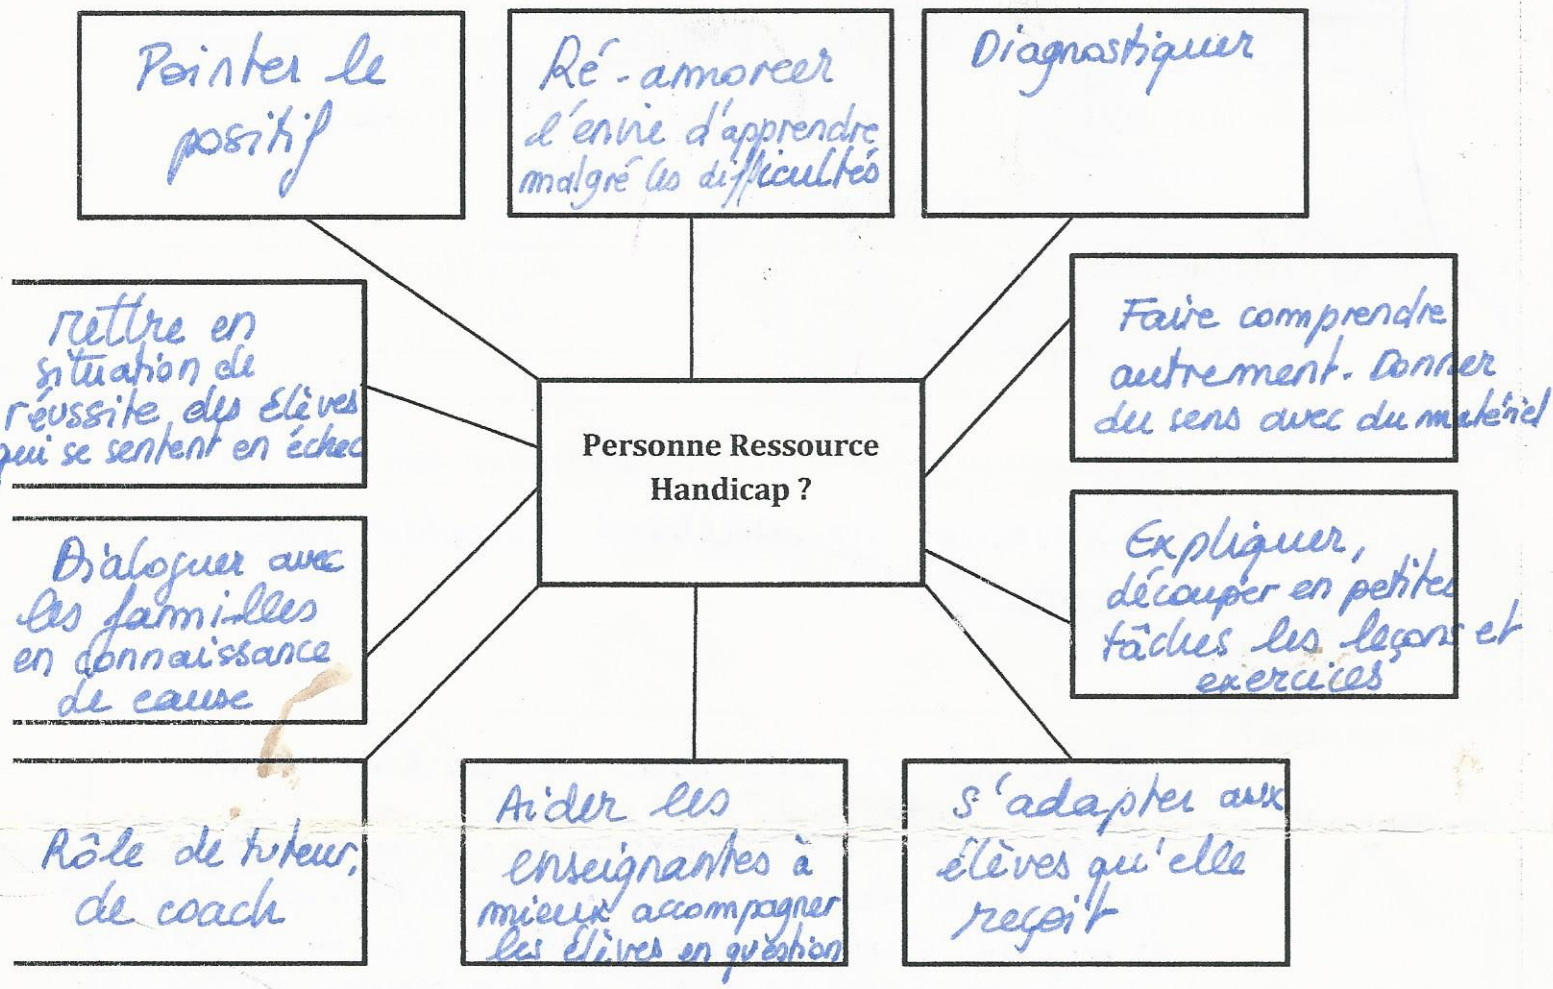 Pointer le
positif
Ré-amorcer
l'envie d'apprendre
malgré les difficultés
Diagnostiquer
Mettre en
situation de
réussite des élèves
qui se sentent en échec
Faire comprendre
autrement. Donner
du sens avec du matériel
Personne Ressource
Handicap ?
Dialoguer avec
les familles
en connaissance
de cause
Expliquer,
découper en petites
tâches les leçons et
exercices
Rôle de tuteur,
de coach
Aider les
enseignantes à
mieux accompagner
les élèves en question
s'adapter aux
élèves qu'elle
reçoit